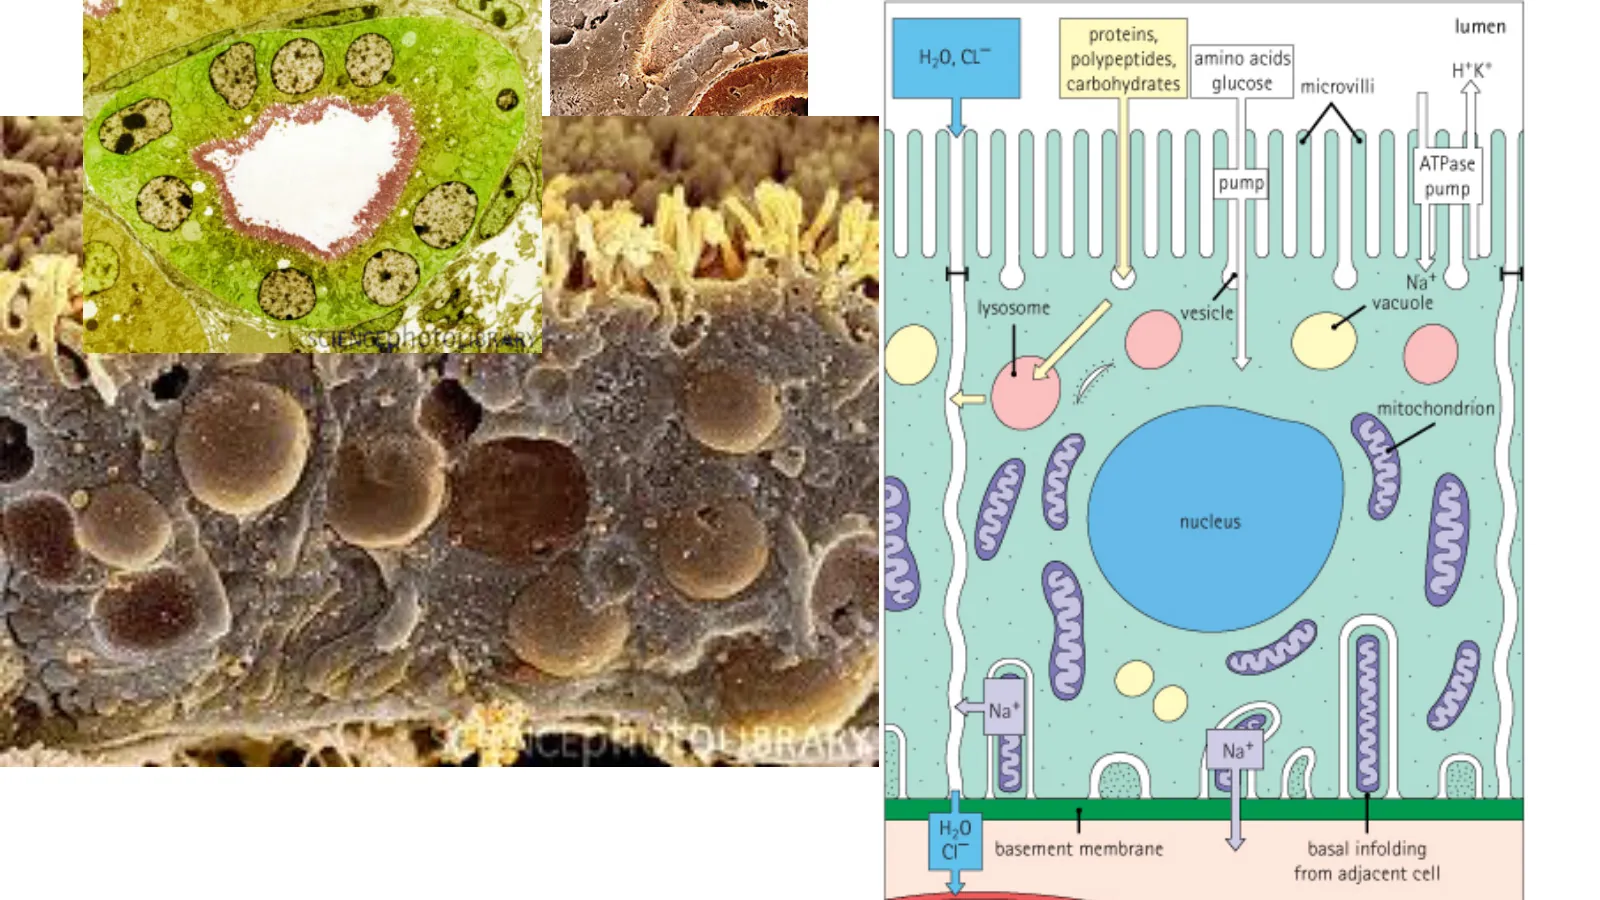 SCIENCEPHOTOLIBRARY
SCIENCEPHOTOLIBRARY
H₂O, CL⁻
proteins,
polypeptides,
carbohydrates
amino acids
glucose
microvilli
lumen
H⁺K⁺
ATPase
pump
pump
Na⁺
lysosome
vesicle
vacuole
mitochondrion
nucleus
Na⁺
Na⁺
H₂O
Cl⁻
basement membrane
basal infolding
from adjacent cell